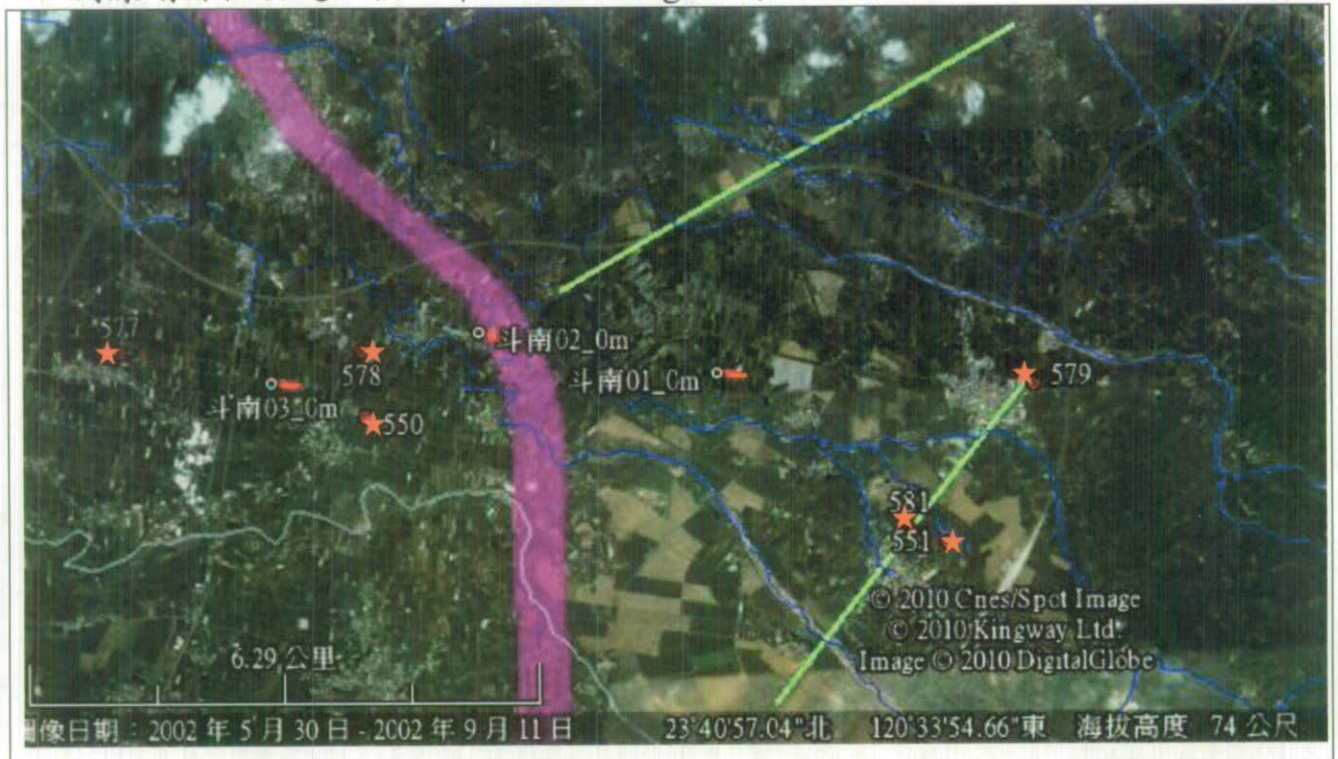 577
578
550
斗南03_0m
斗南02_0m
斗南01_0m
579
581
551
© 2010 Cnes/Spot Image
© 2010 Kingway Ltd.
Image © 2010 DigitalGlobe
6.29 公里
像日期：2002 年 5 月 30 日 - 2002 年 9 月 11 日 23°40'57.04"北 120°33'54.66"東 海拔高度 74 公尺